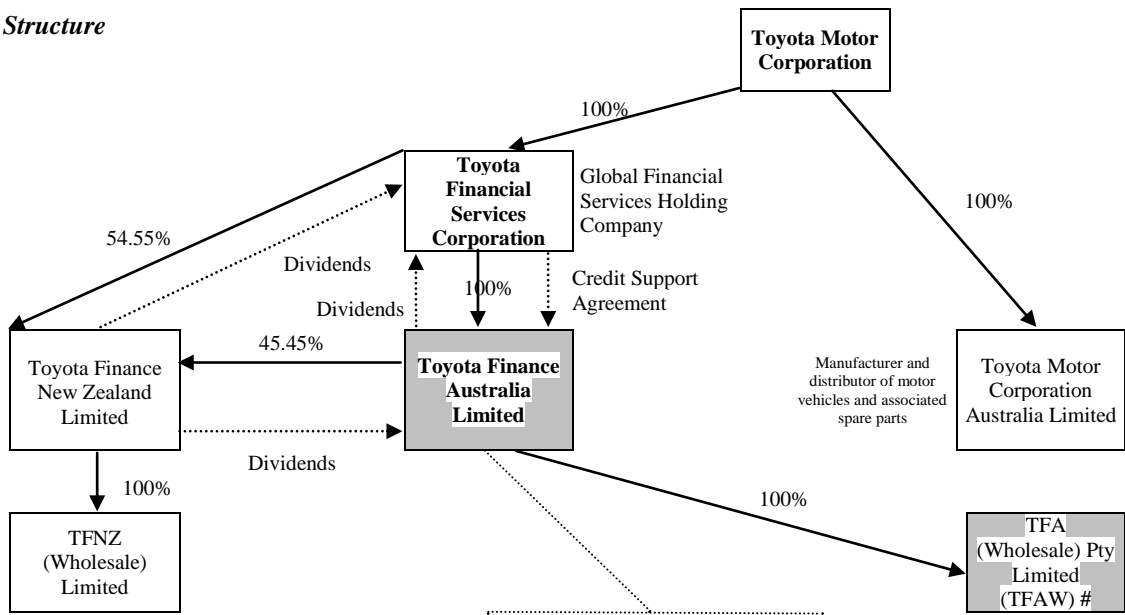 Structure
Toyota Motor
Corporation
100%
Toyota
Financial
Services
Corporation
Global Financial
Services Holding
Company
100%
54.55%
Dividends
Dividends
100%
Credit Support
Agreement
45.45%
Toyota Finance
New Zealand
Limited
Toyota Finance
Australia
Limited
Manufacturer and
distributor of motor
vehicles and associated
spare parts
Toyota Motor
Corporation
Australia Limited
Dividends
100%
100%
TFNZ
(Wholesale)
Limited
TFA
(Wholesale) Pty
Limited
(TFAW) #